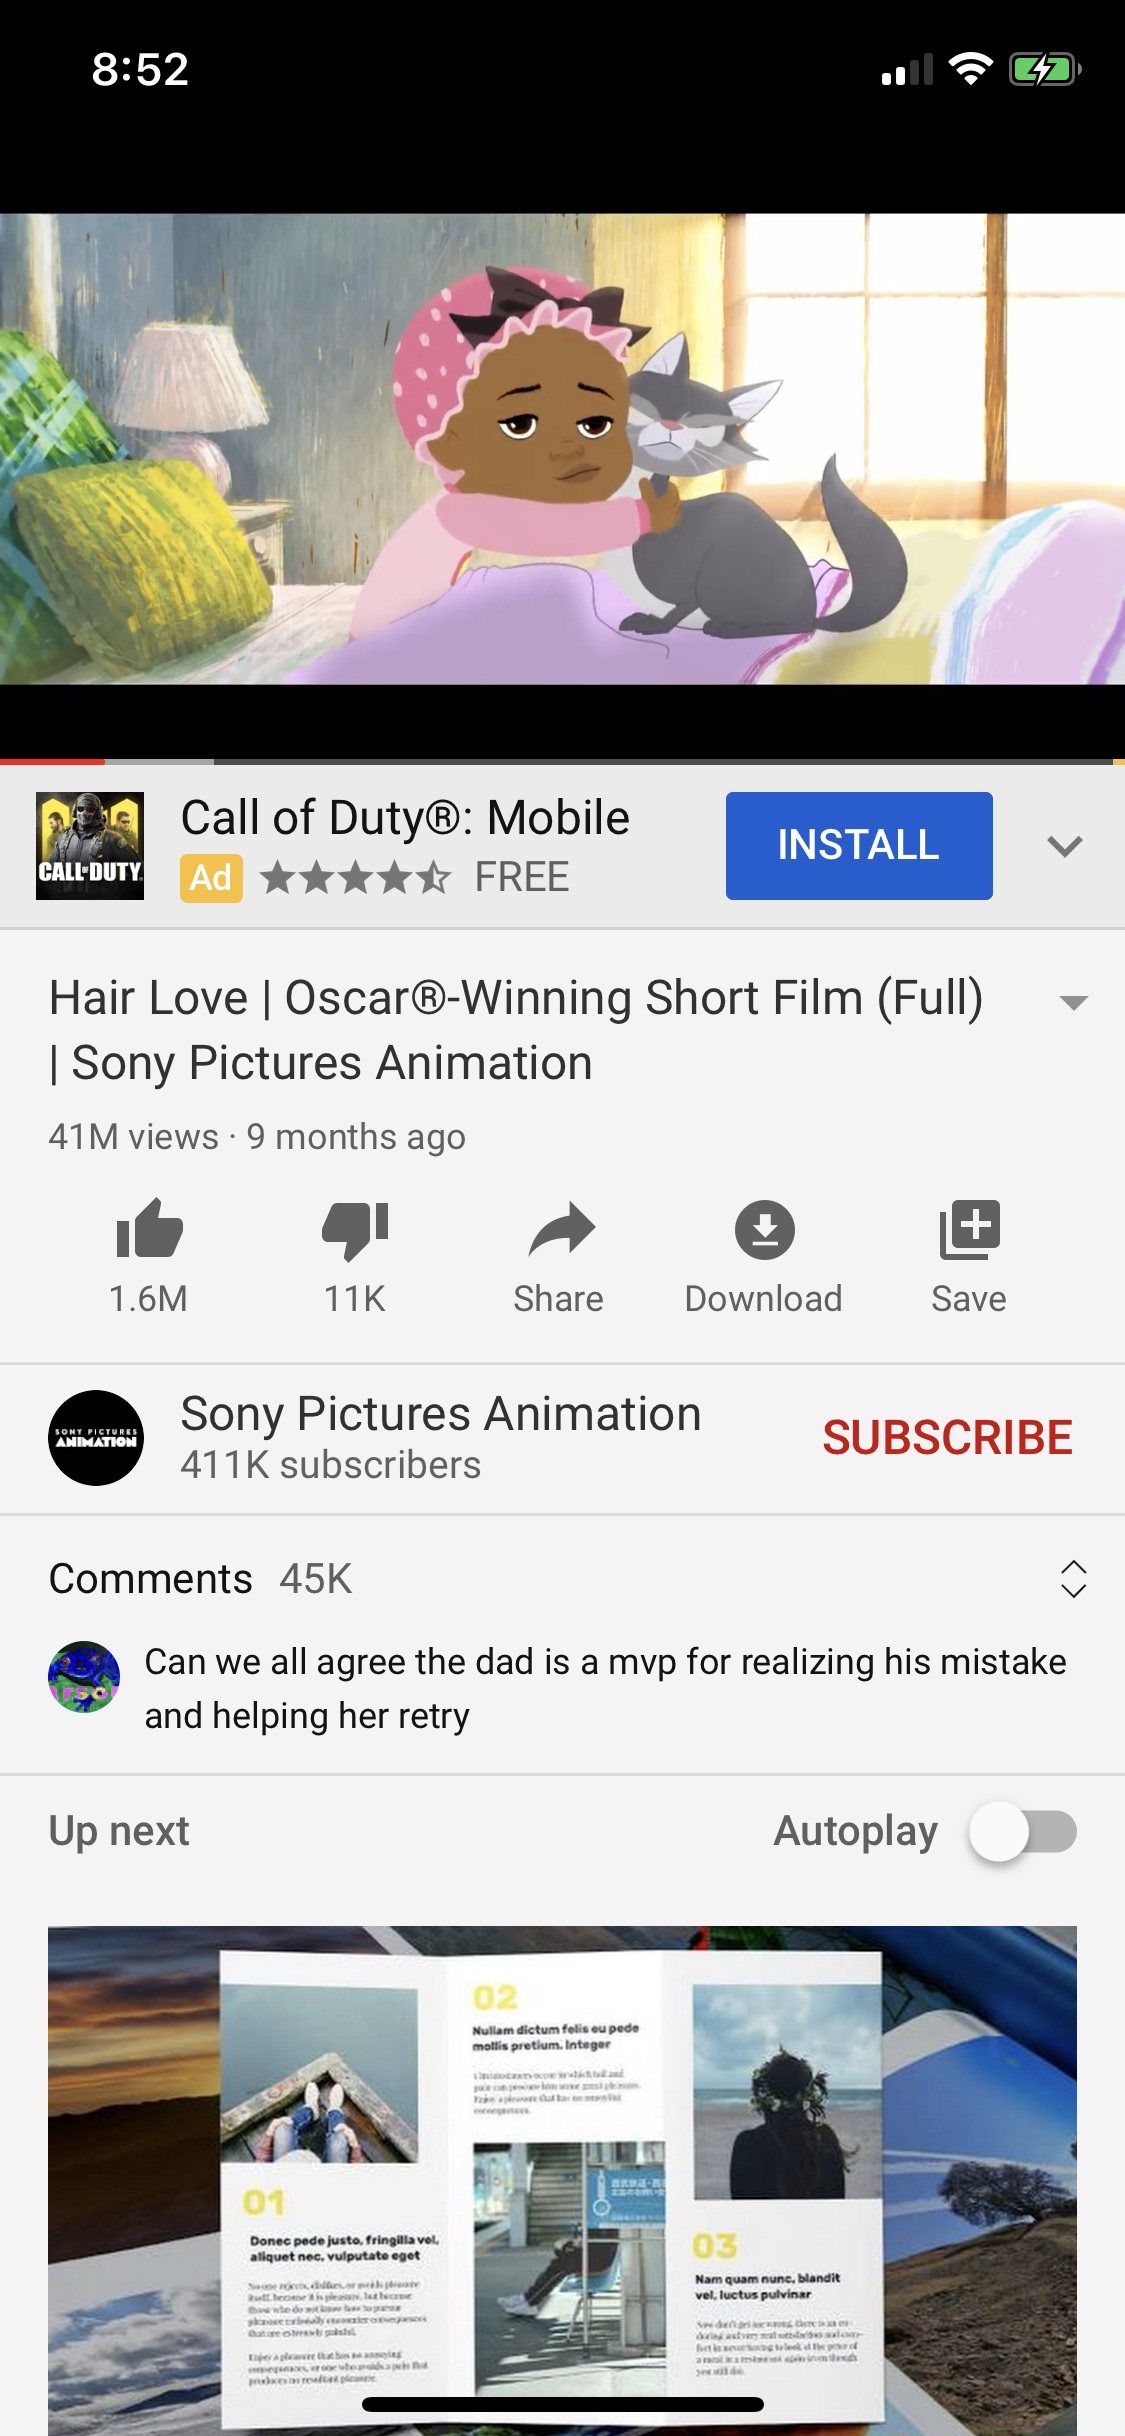 8:52
CALL OF DUTY
Call of Duty®: Mobile
Ad
FREE
INSTALL
Hair Love | Oscar®-Winning Short Film (Full)
| Sony Pictures Animation
41M views · 9 months ago
1.6M
11K
Share
Download
Save
SONY PICTURES
ANIMATION
Sony Pictures Animation
411K subscribers
SUBSCRIBE
Comments 45K
Can we all agree the dad is a mvp for realizing his mistake
and helping her retry
Up next
Autoplay
01
Donec pede justo, fringilla vel,
aliquet nec, vulputate eget
02
Nullam dictum felis eu pede
mollis pretium. Integer
03
Nam quam nunc, blandit
vel, luctus pulvinar